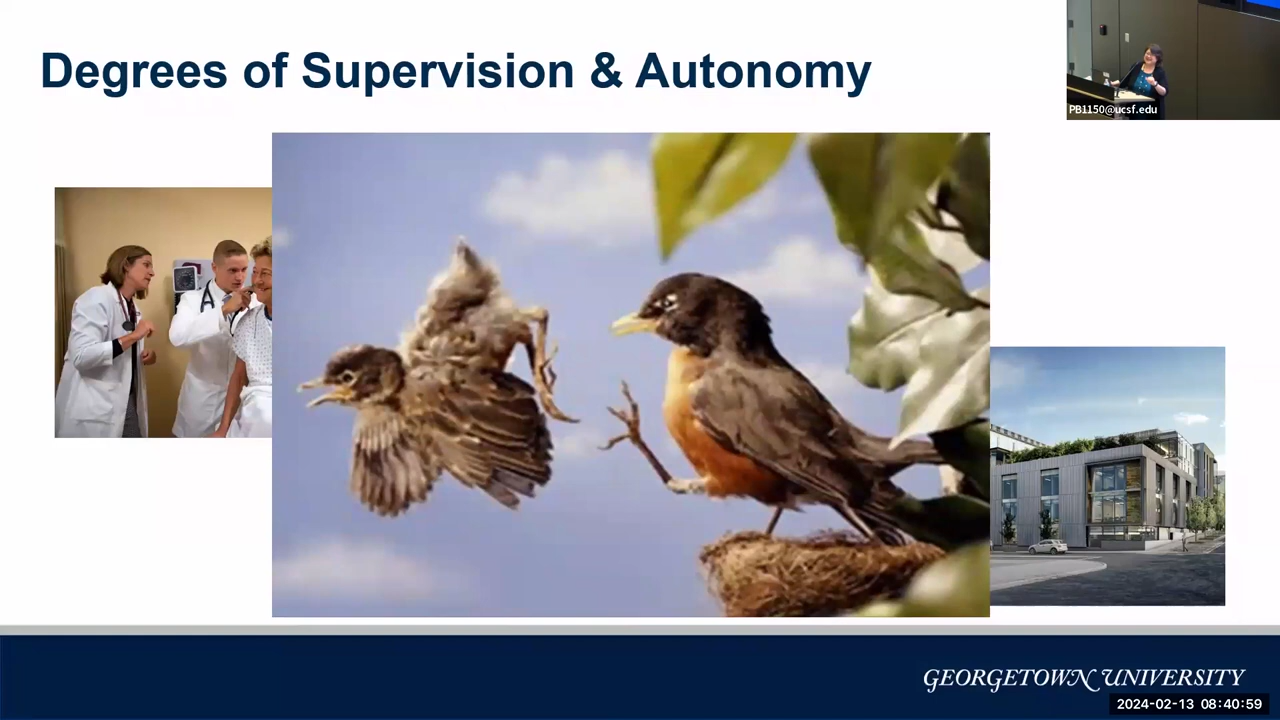 Degrees of Supervision & Autonomy
PB1150@ucsf.edu
GEORGETOWN UNIVERSITY
2024-02-13 08:40:59